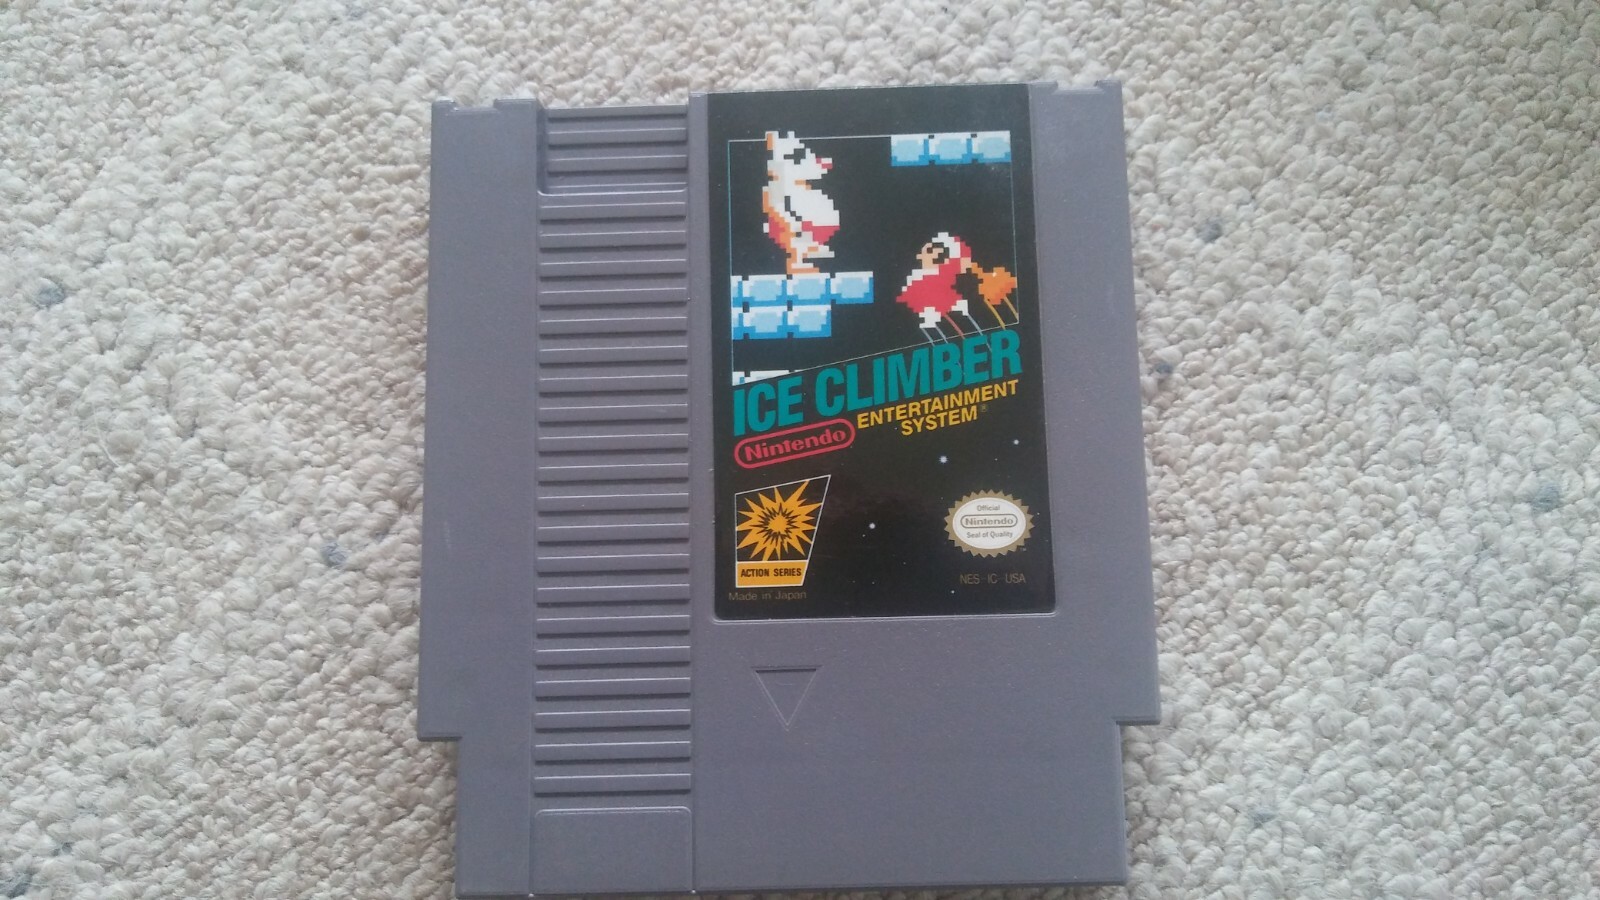 ICE CLIMBER
Nintendo
ENTERTAINMENT
SYSTEM®
ACTION SERIES
Made in Japan
Official
Nintendo
Seal of Quality
NES-IC-USA